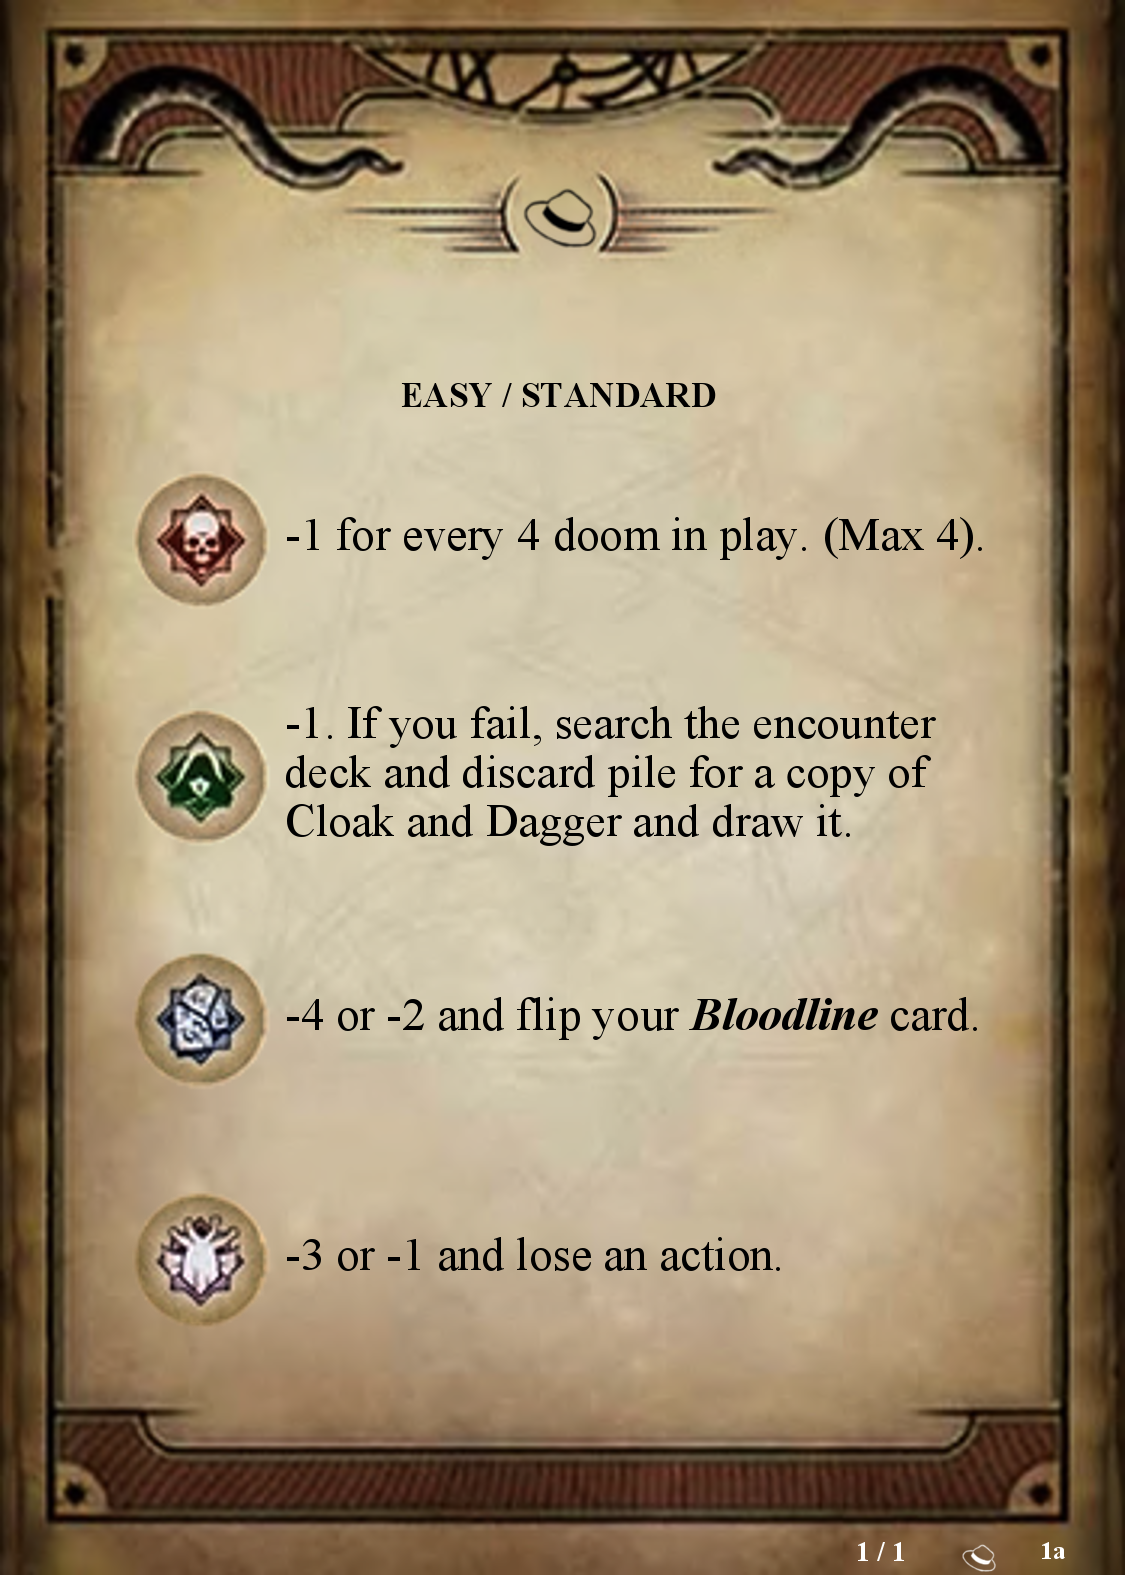 EASY / STANDARD
-1 for every 4 doom in play. (Max 4).
-1. If you fail, search the encounter
deck and discard pile for a copy of
Cloak and Dagger and draw it.
-4 or -2 and flip your Bloodline card.
-3 or -1 and lose an action.
1 / 1 1a